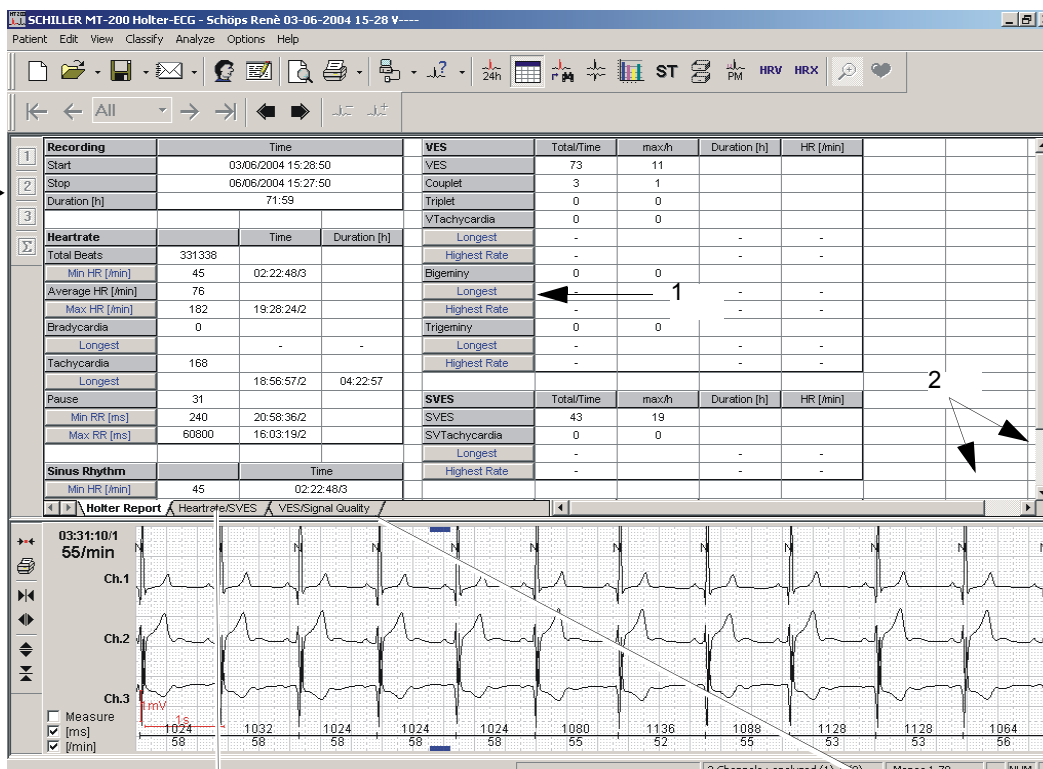 SCHILLER MT-200 Holter-ECG - Schöps Renè 03-06-2004 15-28 V----
Patient Edit View Classify Analyze Options Help
24h ST PM HRV HRX
All
1
2
3
Σ
Recording Time
Start 03/06/2004 15:28:50
Stop 06/06/2004 15:27:50
Duration [h] 71:59
Heartrate Time Duration [h]
Total Beats 331338
Min HR [/min] 45 02:22:48/3
Average HR [/min] 76
Max HR [/min] 182 19:28:24/2
Bradycardia 0
Longest - -
Tachycardia 168
Longest 18:56:57/2 04:22:57
Pause 31
Min RR [ms] 240 20:58:36/2
Max RR [ms] 60800 16:03:19/2
Sinus Rhythm Time
Min HR [/min] 45 02:22:48/3
VES Total/Time max/h Duration [h] HR [/min]
VES 73 11
Couplet 3 1
Triplet 0 0
VTachycardia 0 0
Longest - - -
Highest Rate - - -
Bigeminy 0 0
Longest - - -
Highest Rate - - -
Trigeminy 0 0
Longest - - -
Highest Rate - - -
SVES Total/Time max/h Duration [h] HR [/min]
SVES 43 19
SVTachycardia 0 0
Longest - - -
Highest Rate - - -
1
2
Holter Report Heartrate/SVES VES/Signal Quality
03:31:10/1
55/min
N N N N N N N N N N N N
Ch.1
Ch.2
Ch.3
1mV
1s
Measure
[ms] 1024 1032 1024 1024 1024 1080 1136 1088 1128 1128 1064
[/min] 58 58 58 58 58 55 52 55 53 53 56
NUM